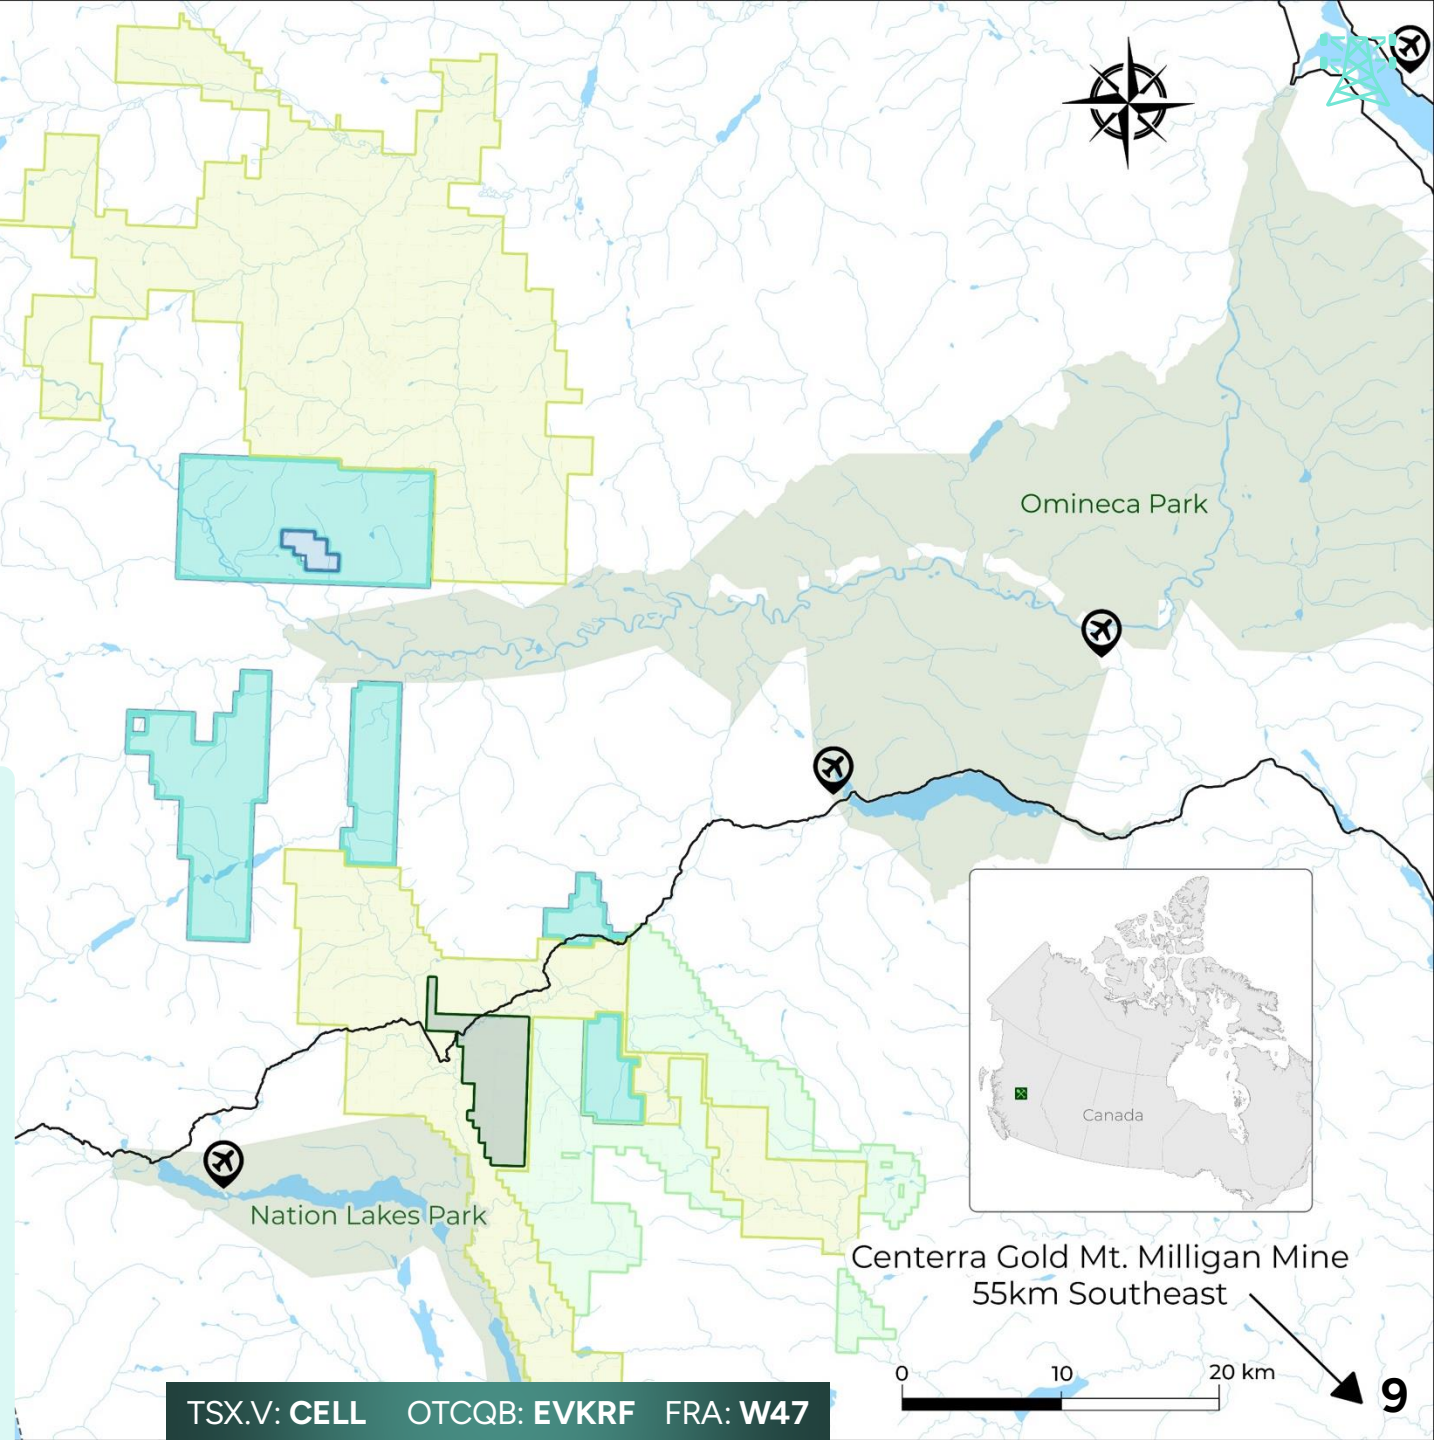 Omineca Park
Canada
Nation Lakes Park
Centerra Gold Mt. Milligan Mine
55km Southeast
0 10 20 km
9
TSX.V: CELL OTCQB: EVKRF FRA: W47